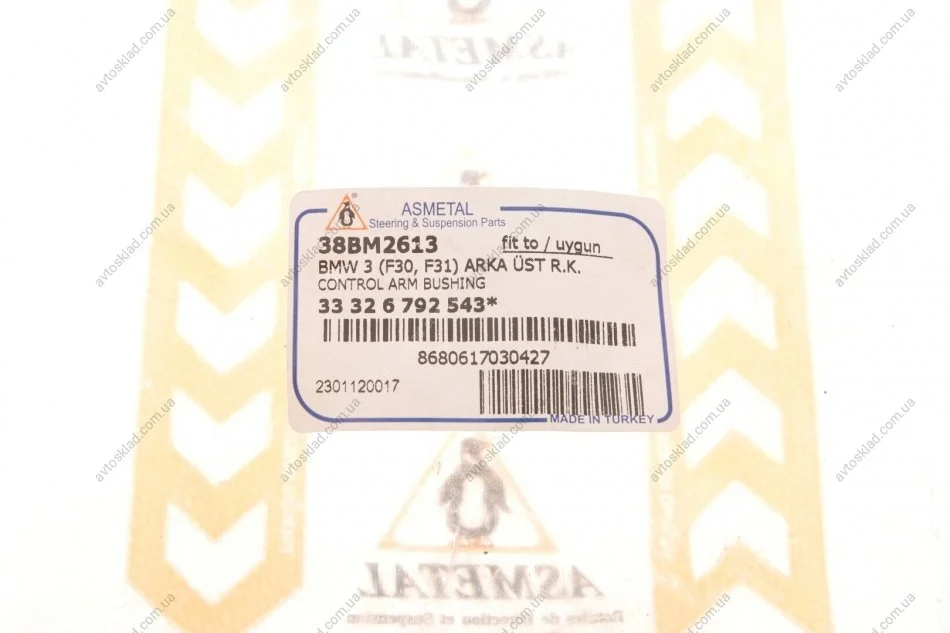 ASMETAL
ASMETAL
Steering & Suspension Parts
38BM2613 fit to / uygun
BMW 3 (F30, F31) ARKA ÜST R.K.
CONTROL ARM BUSHING
33 32 6 792 543*
8680617030427
2301120017
MADE IN TURKEY
ASMETAL
avtosklad.com.ua